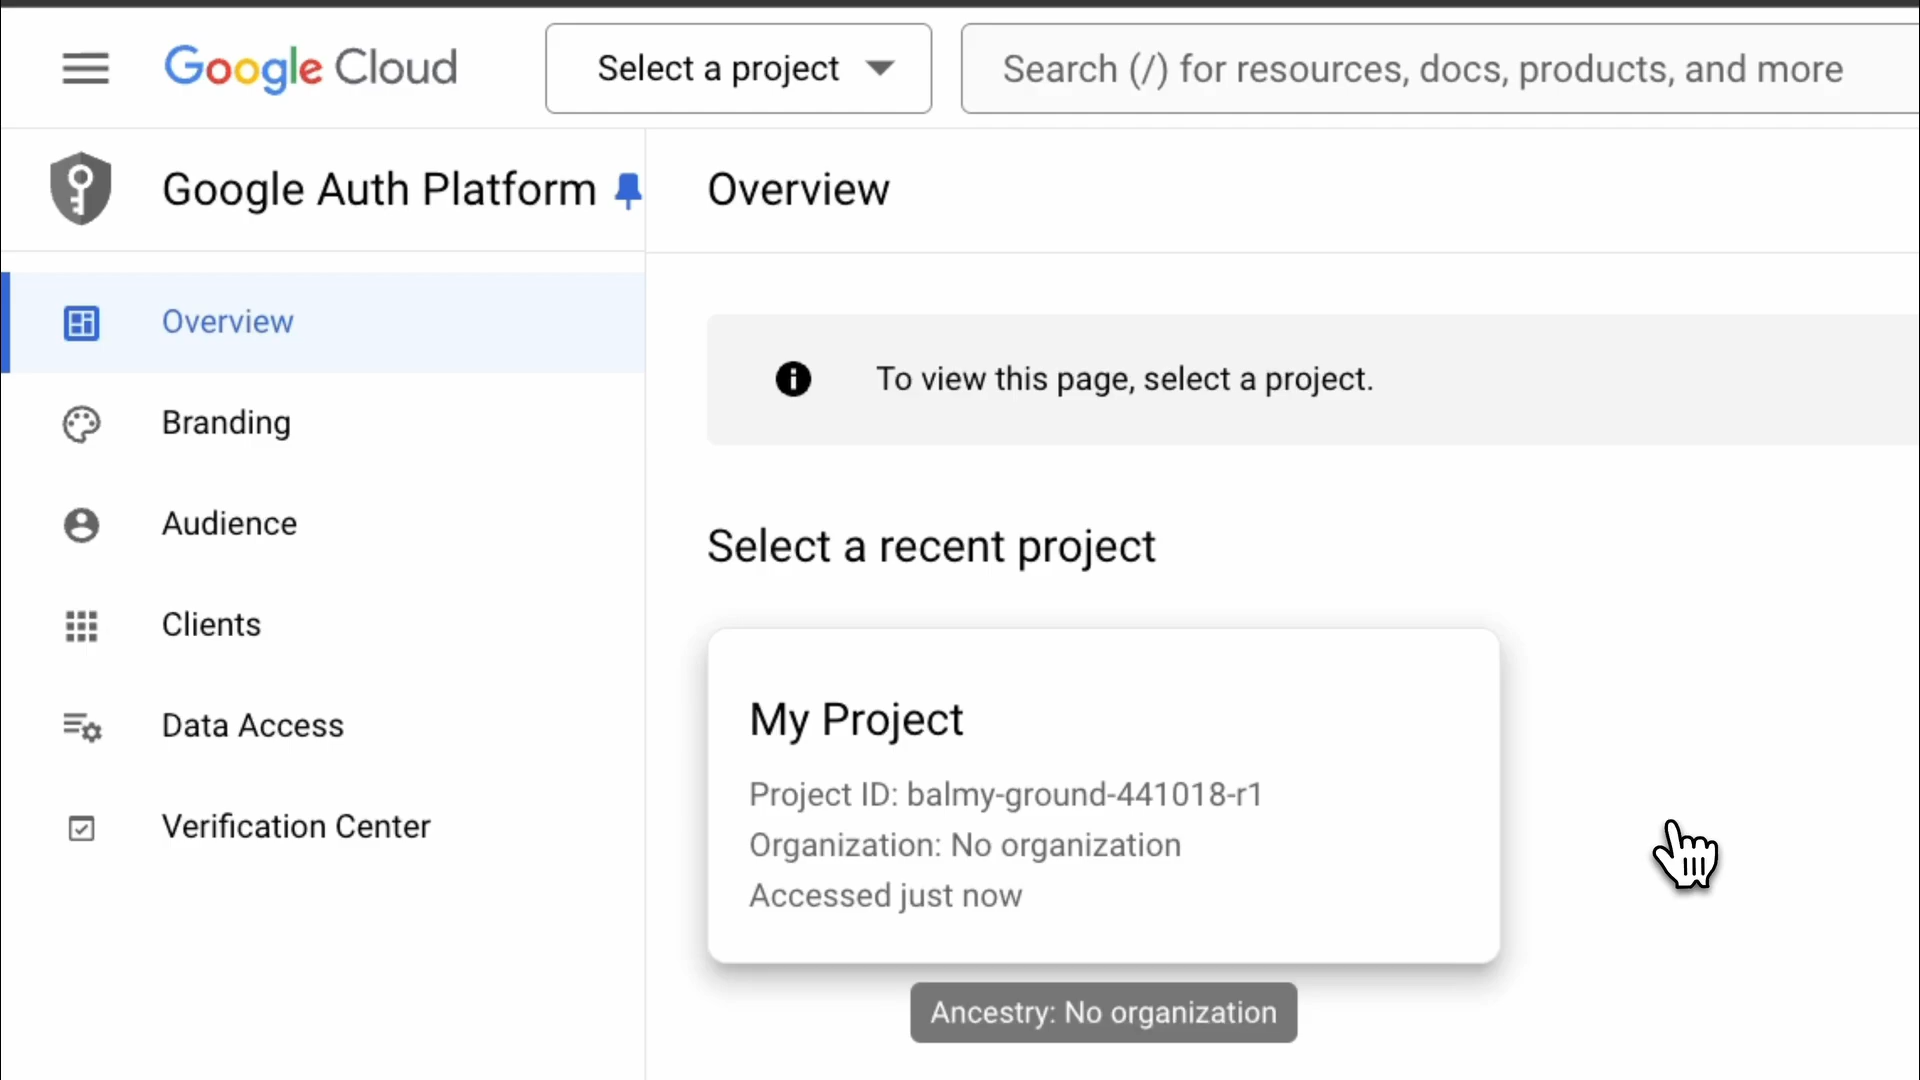 Google Cloud
Select a project
Search (/) for resources, docs, products, and more
Google Auth Platform
Overview
Overview
Branding
Audience
Clients
Data Access
Verification Center
To view this page, select a project.
Select a recent project
My Project
Project ID: balmy-ground-441018-r1
Organization: No organization
Accessed just now
Ancestry: No organization